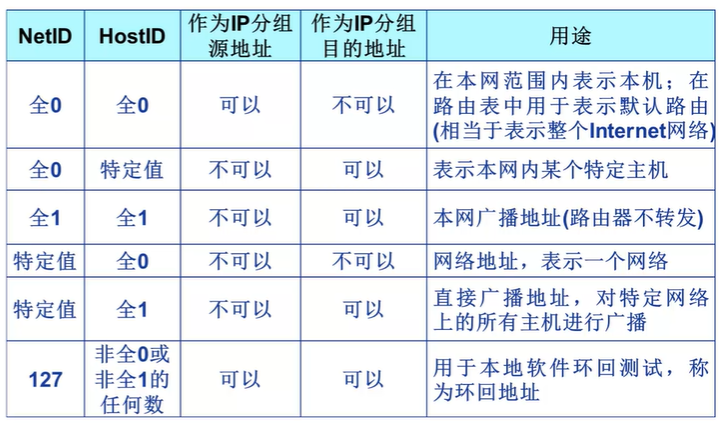 NetID HostID 作为IP分组源地址 作为IP分组目的地址 用途
全0 全0 可以 不可以 在本网范围内表示本机；在路由表中用于表示默认路由(相当于表示整个Internet网络)
全0 特定值 不可以 可以 表示本网内某个特定主机
全1 全1 不可以 可以 本网广播地址(路由器不转发)
特定值 全0 不可以 不可以 网络地址，表示一个网络
特定值 全1 不可以 可以 直接广播地址，对特定网络上的所有主机进行广播
127 非全0或非全1的任何数 可以 可以 用于本地软件环回测试，称为环回地址